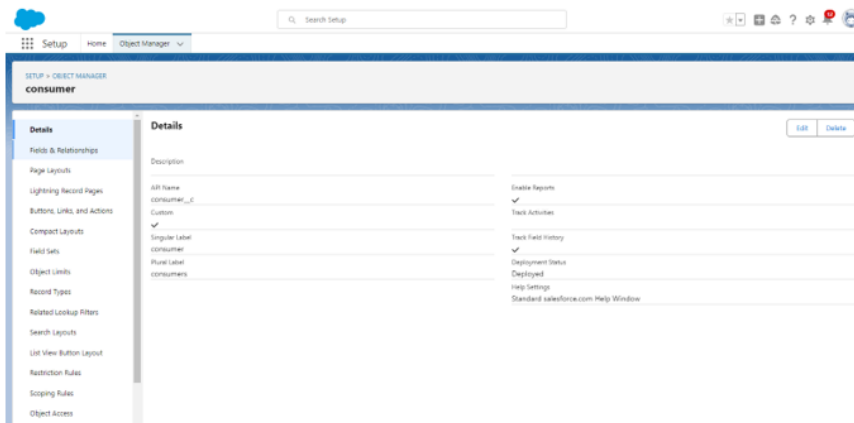 Search Setup
Setup Home Object Manager
SETUP > OBJECT MANAGER
consumer
Details
Fields & Relationships
Page Layouts
Lightning Record Pages
Buttons, Links, and Actions
Compact Layouts
Field Sets
Object Limits
Record Types
Related Lookup Filters
Search Layouts
List View Button Layout
Restriction Rules
Scoping Rules
Object Access
Details
Edit Delete
Description
API Name
consumer__c
Custom
Singular Label
consumer
Plural Label
consumers
Enable Reports
Track Activities
Track Field History
Deployment Status
Deployed
Help Settings
Standard salesforce.com Help Window